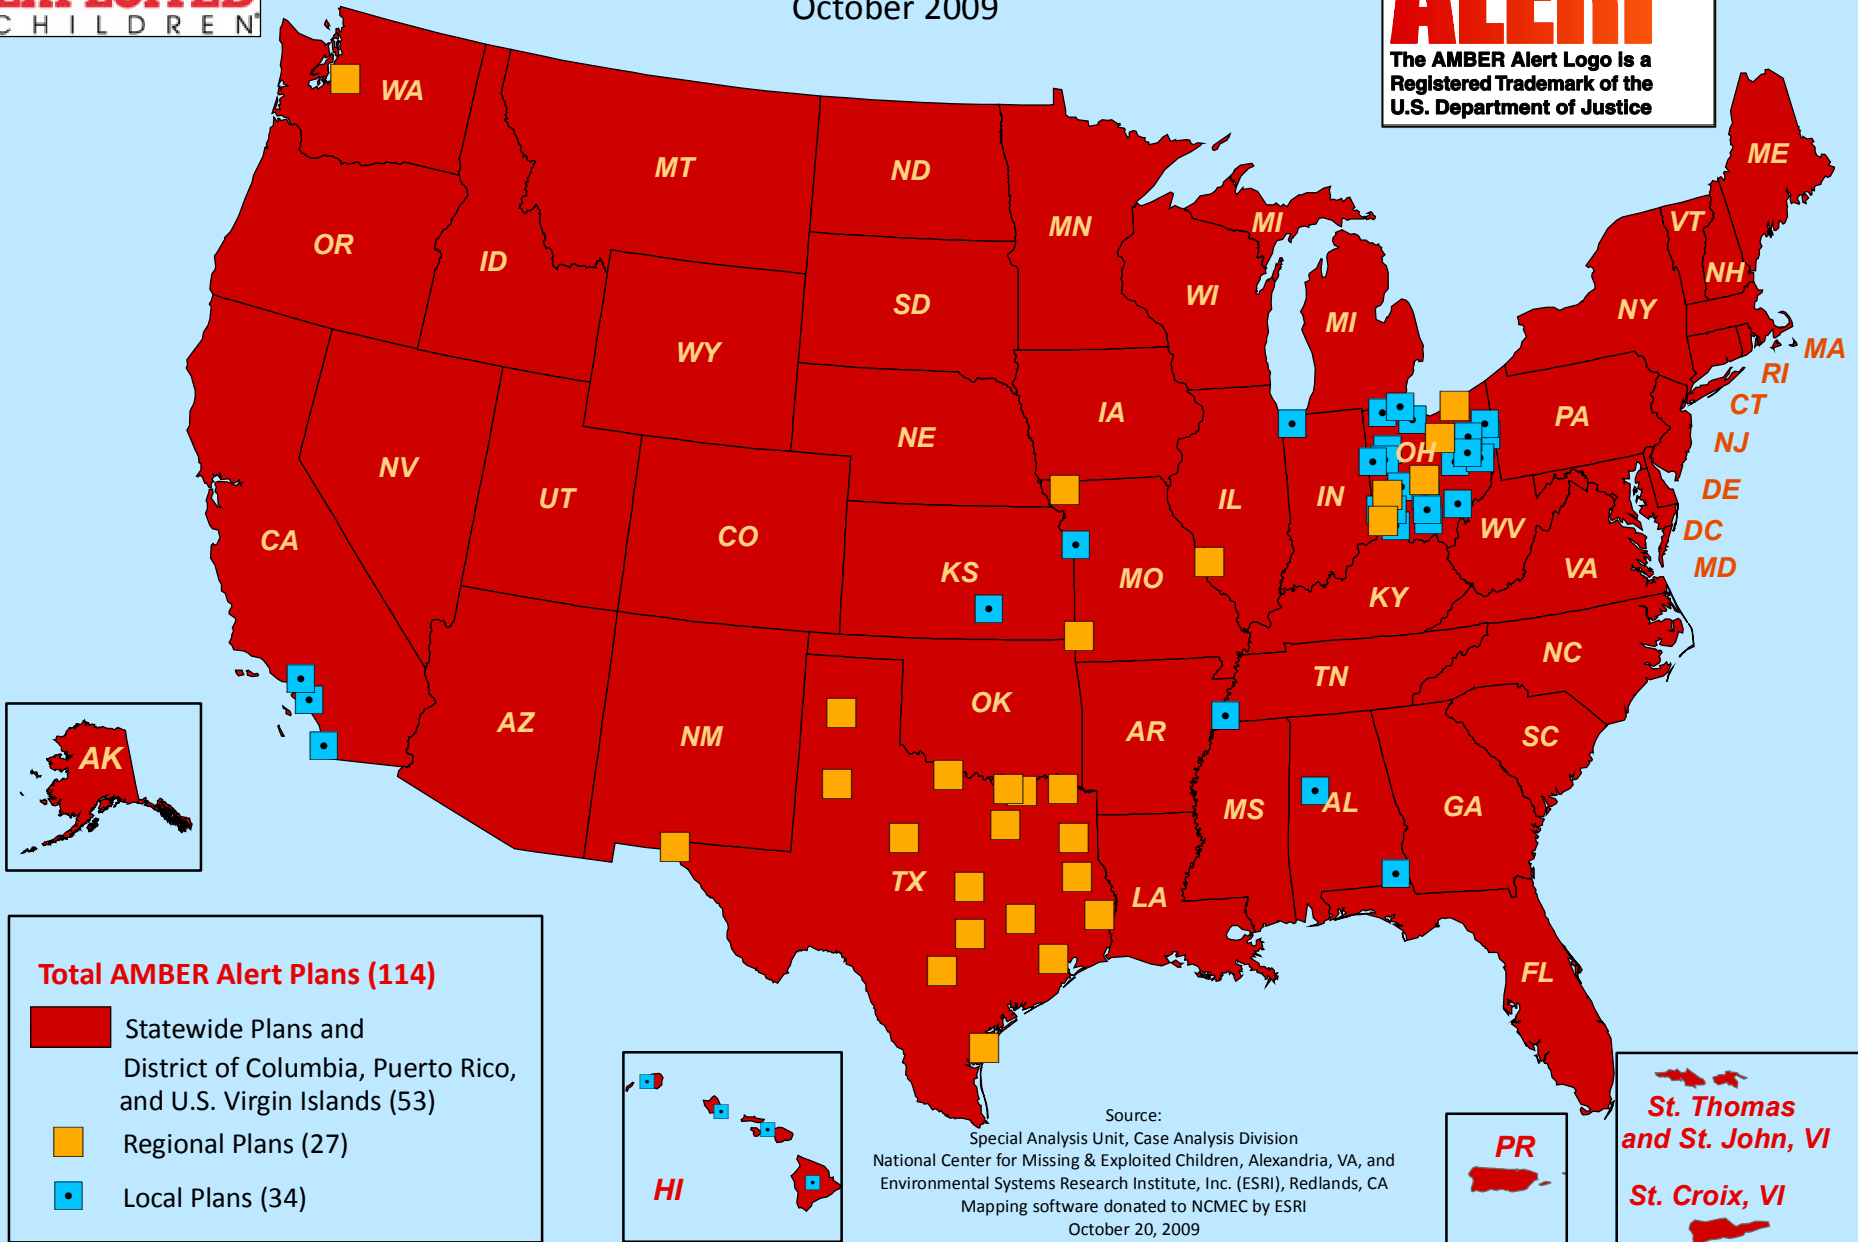 CHILDREN
October 2009
ALERT
The AMBER Alert Logo is a
Registered Trademark of the
U.S. Department of Justice
WA
MT
ND
MN
MI
ME
VT
NH
OR
ID
SD
WI
MI
NY
MA
WY
RI
CT
IA
NE
PA
NJ
NV
OH
UT
IL
IN
DE
CA
CO
WV
DC
KS
MO
VA
MD
KY
NC
TN
OK
AZ
NM
AR
SC
AK
MS
AL
GA
TX
LA
FL
Total AMBER Alert Plans (114)
Statewide Plans and
District of Columbia, Puerto Rico,
and U.S. Virgin Islands (53)
Regional Plans (27)
Local Plans (34)
HI
Source:
Special Analysis Unit, Case Analysis Division
National Center for Missing & Exploited Children, Alexandria, VA, and
Environmental Systems Research Institute, Inc. (ESRI), Redlands, CA
Mapping software donated to NCMEC by ESRI
October 20, 2009
PR
St. Thomas
and St. John, VI
St. Croix, VI